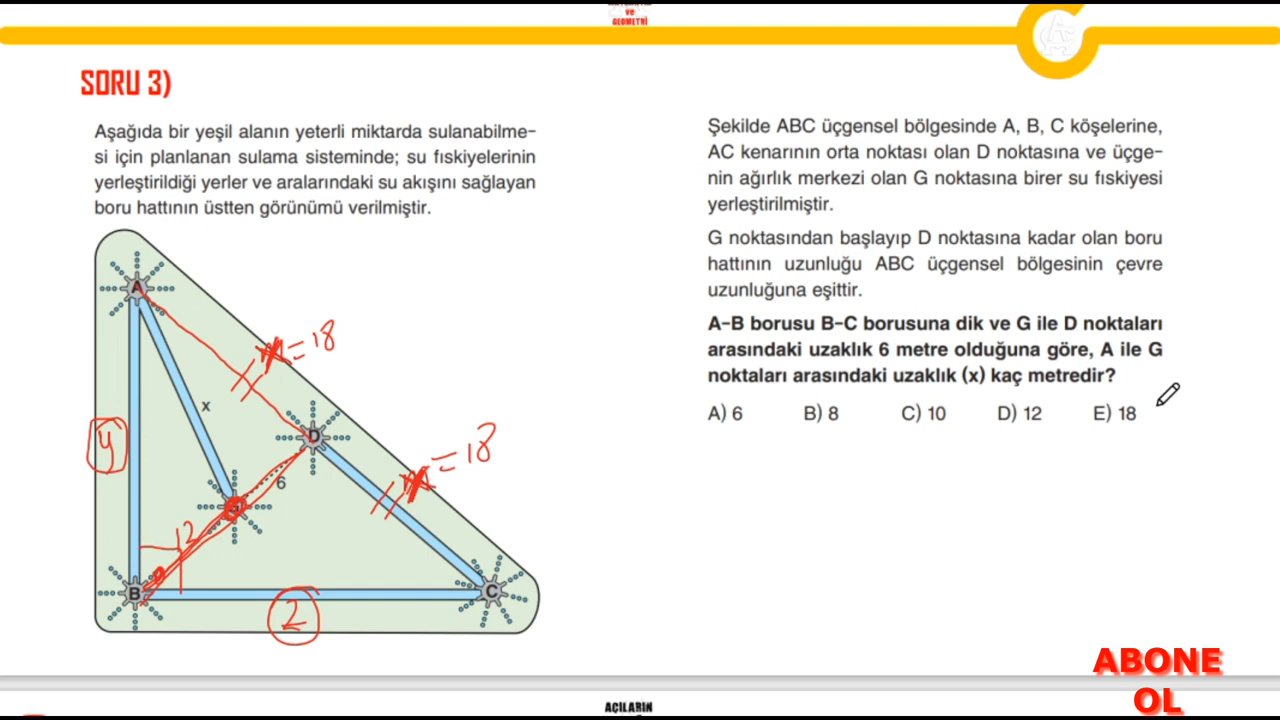 ve
GEOMETRİ
SORU 3)
Aşağıda bir yeşil alanın yeterli miktarda sulanabilme-
si için planlanan sulama sisteminde; su fıskiyelerinin
yerleştirildiği yerler ve aralarındaki su akışını sağlayan
boru hattının üstten görünümü verilmiştir.
A
x
=18
D
6
=18
G
y
12
B
C
2
Şekilde ABC üçgensel bölgesinde A, B, C köşelerine,
AC kenarının orta noktası olan D noktasına ve üçge-
nin ağırlık merkezi olan G noktasına birer su fıskiyesi
yerleştirilmiştir.
G noktasından başlayıp D noktasına kadar olan boru
hattının uzunluğu ABC üçgensel bölgesinin çevre
uzunluğuna eşittir.
A-B borusu B-C borusuna dik ve G ile D noktaları
arasındaki uzaklık 6 metre olduğuna göre, A ile G
noktaları arasındaki uzaklık (x) kaç metredir?
A) 6 B) 8 C) 10 D) 12 E) 18
ABONE
OL
AÇILARIN